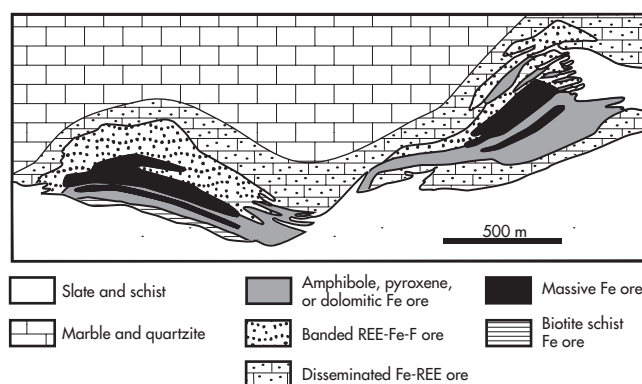 500 m
Slate and schist
Marble and quartzite
Amphibole, pyroxene,
or dolomitic Fe ore
Banded REE-Fe-F ore
Disseminated Fe-REE ore
Massive Fe ore
Biotite schist
Fe ore